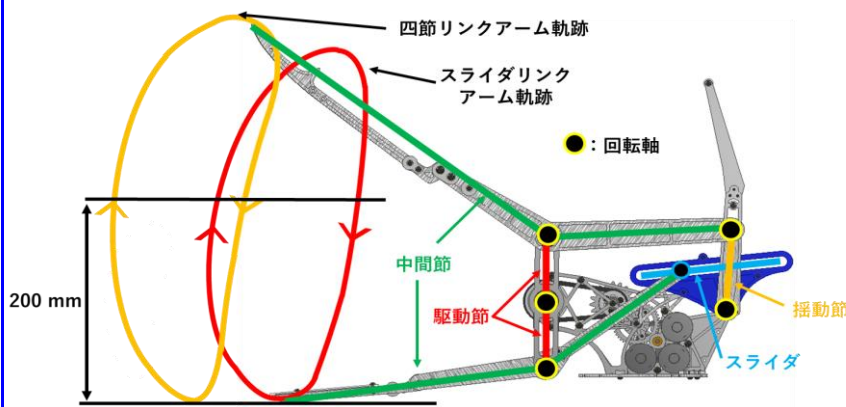 四節リンクアーム軌跡
スライダリンク
アーム軌跡
：回転軸
中間節
200 mm
駆動節
揺動節
スライダ